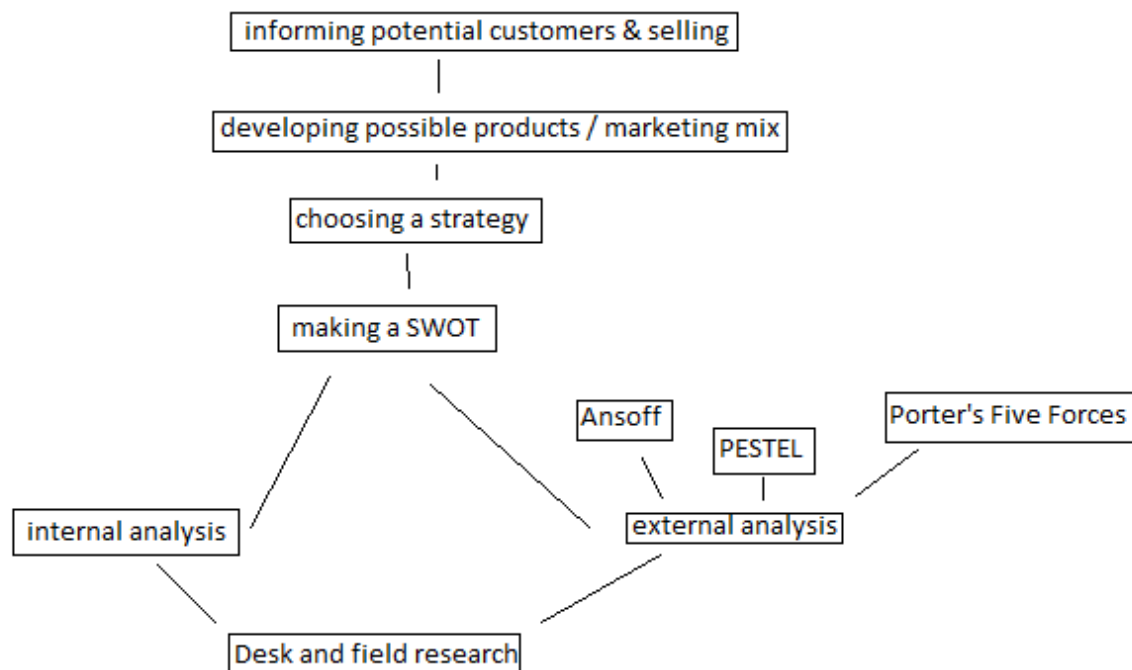 informing potential customers & selling
developing possible products / marketing mix
choosing a strategy
making a SWOT
Ansoff
Porter's Five Forces
PESTEL
internal analysis
external analysis
Desk and field research